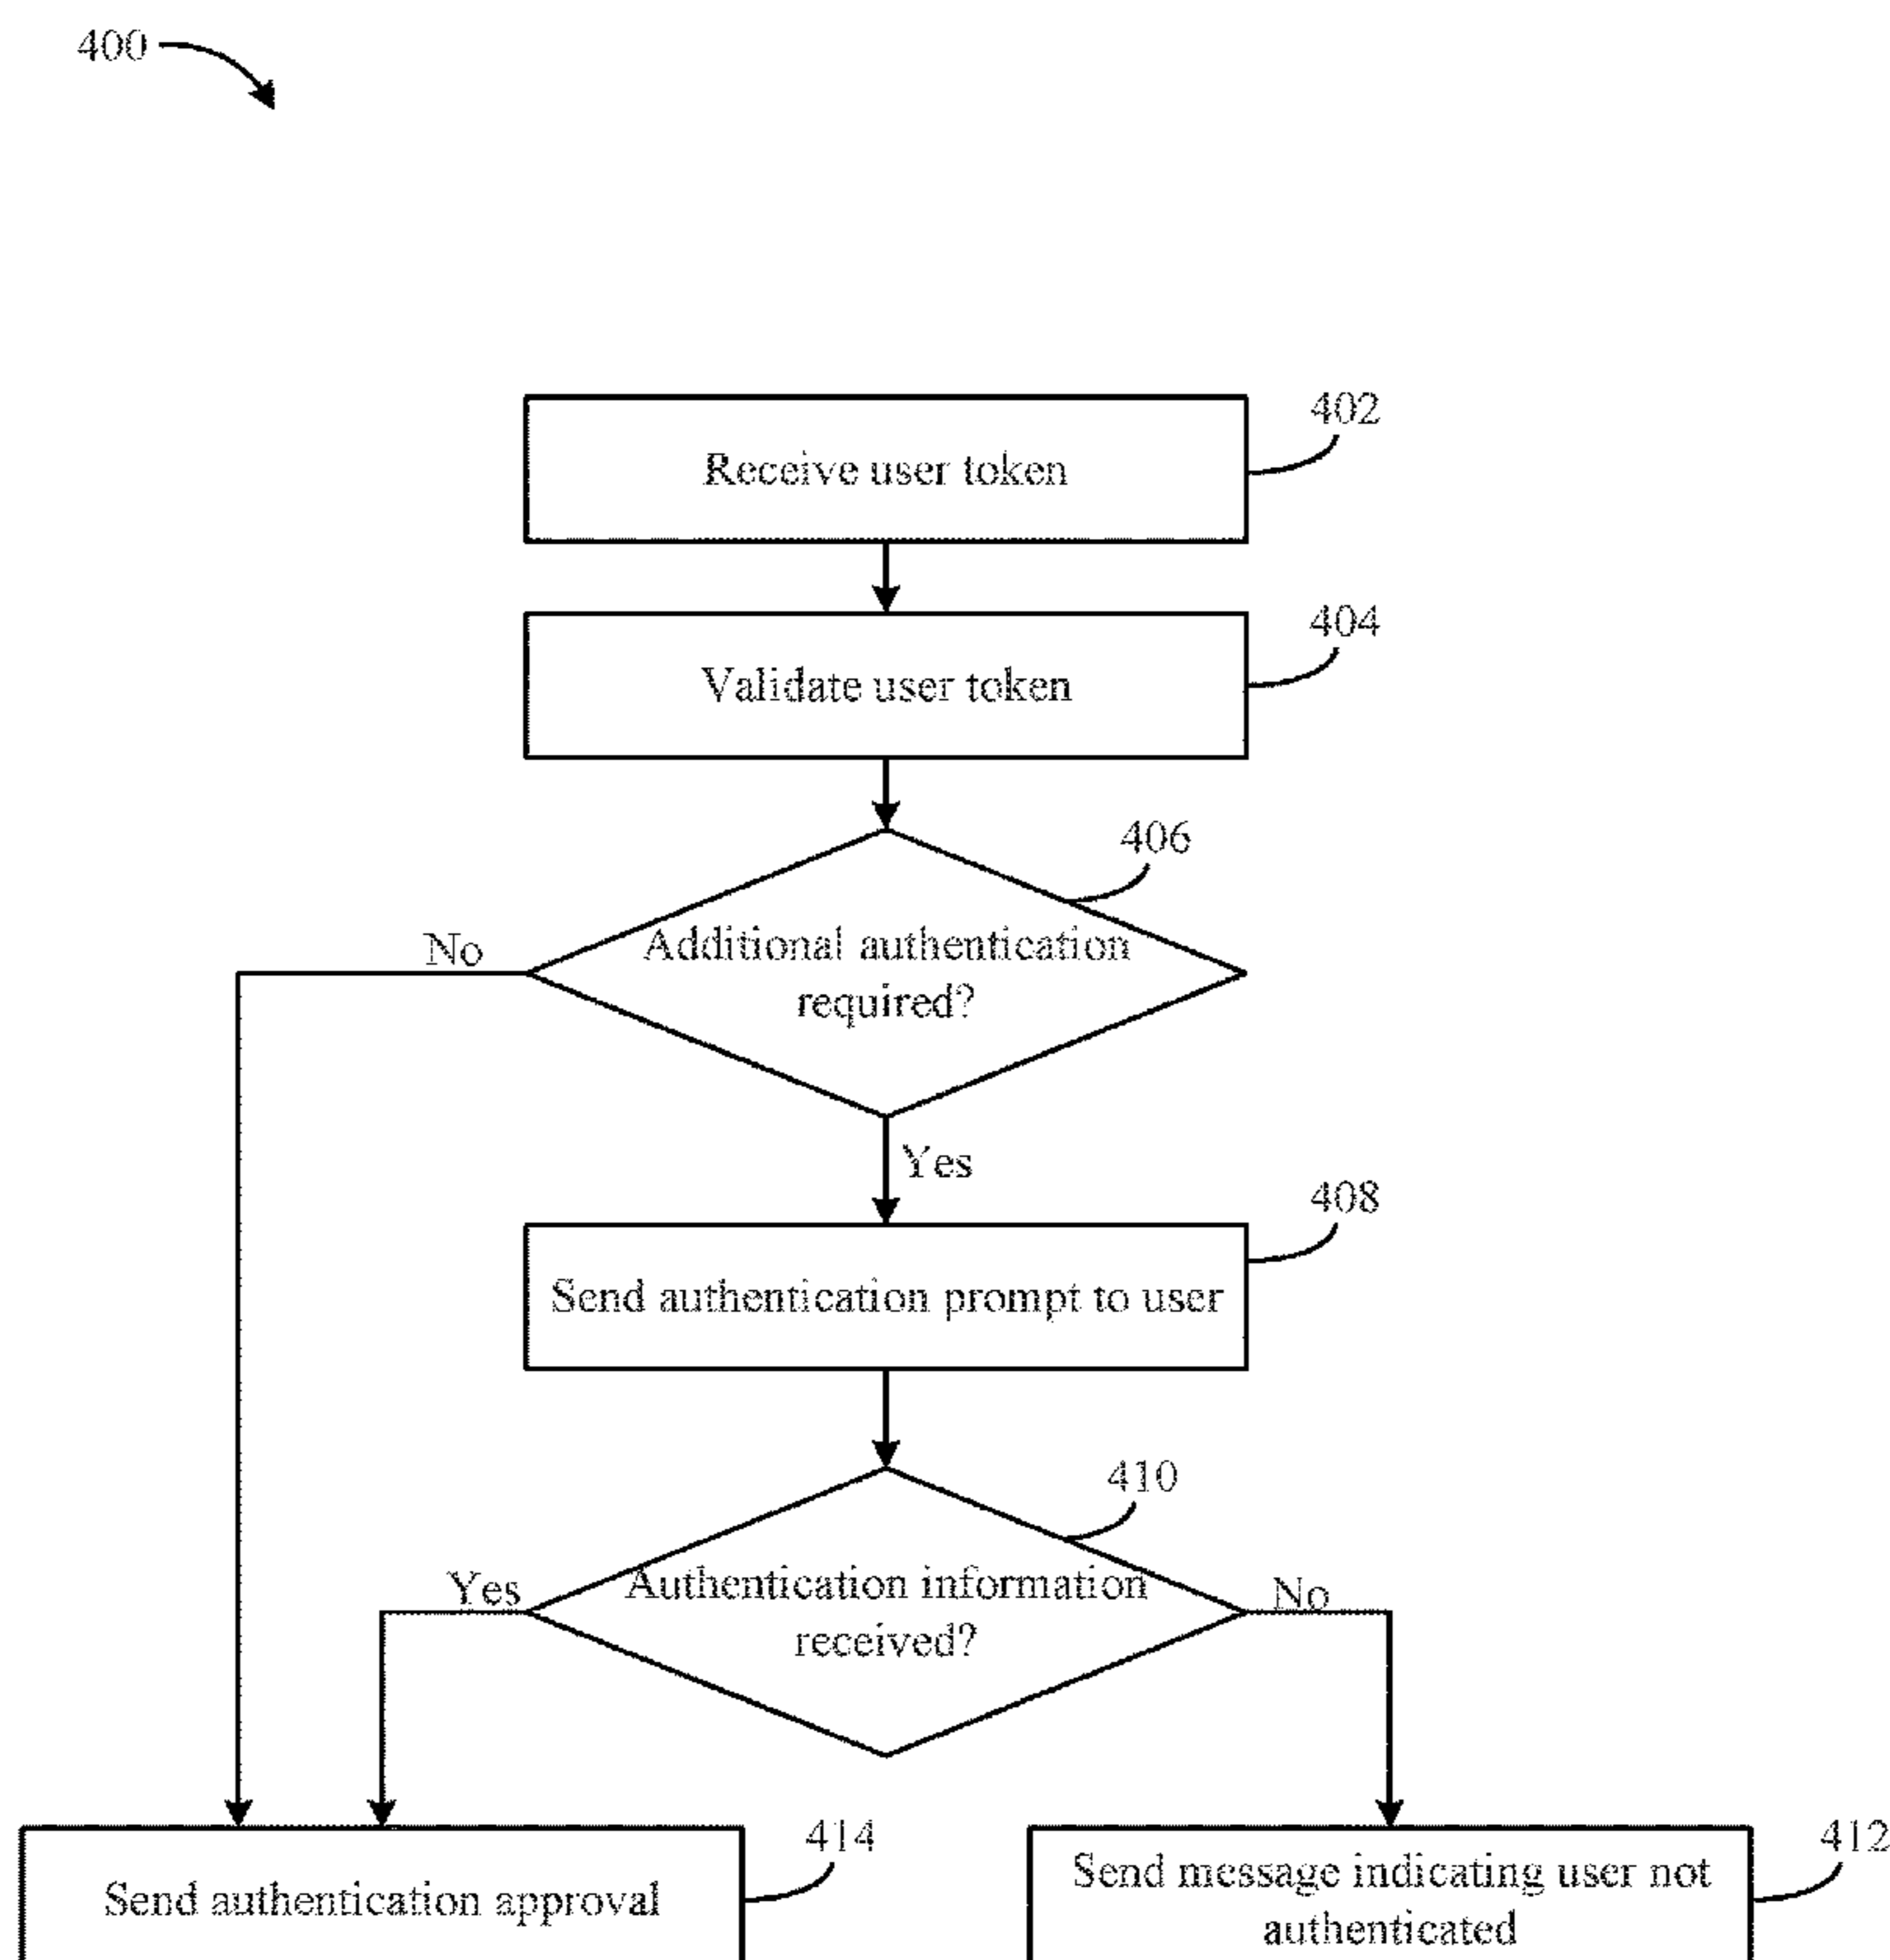 400
402
Receive user token
404
Validate user token
406
No
Additional authentication
required?
Yes
408
Send authentication prompt to user
410
Yes
Authentication information
received?
No
414
Send authentication approval
412
Send message indicating user not
authenticated